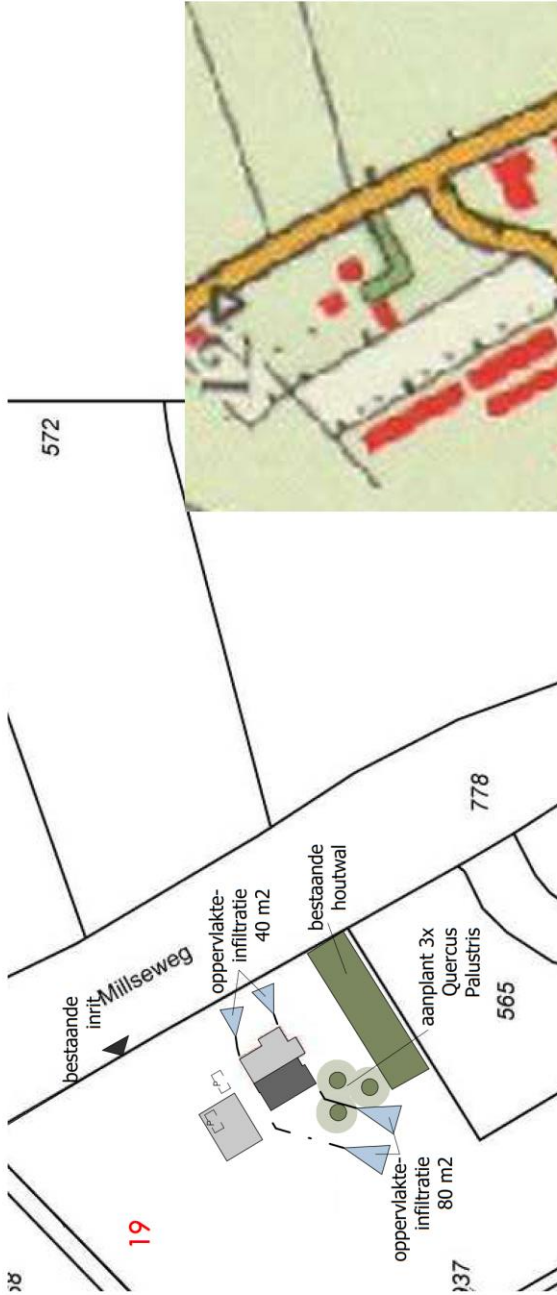 572
bestaande
inrit
Millseweg
oppervlakte-
infiltratie
40 m2
bestaande
houtwal
778
19
aanplant 3x
Quercus
Palustris
565
oppervlakte-
infiltratie
80 m2